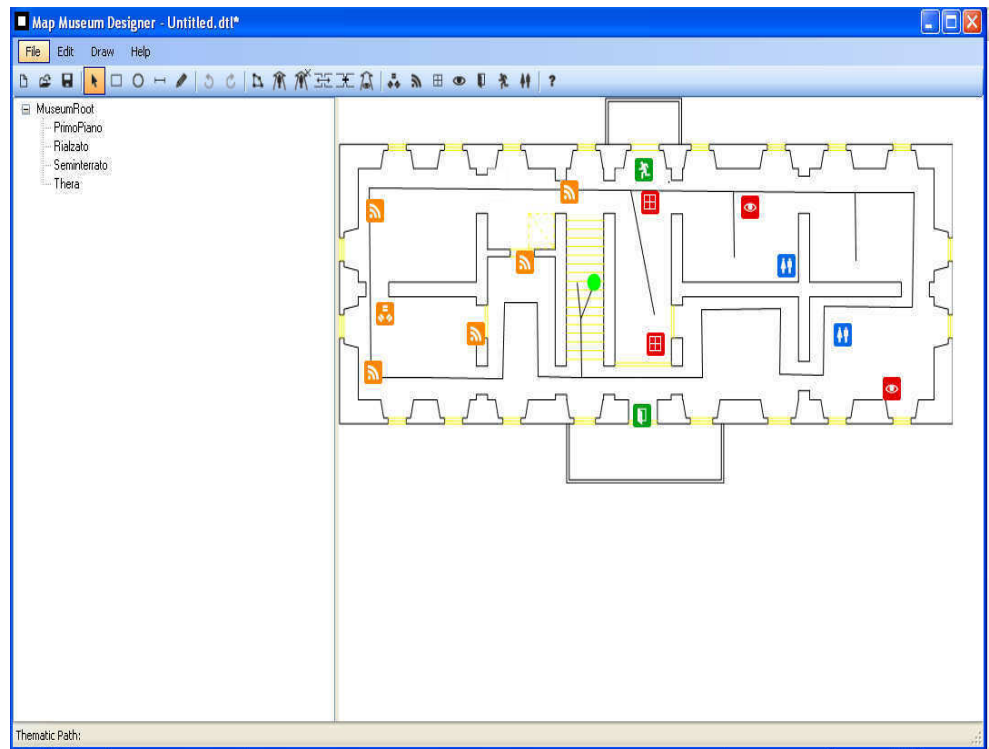 Map Museum Designer - Untitled.dtl*
File Edit Draw Help
?
MuseumRoot
PrimoPiano
Rialzato
Seminterrato
Thera
Thematic Path: